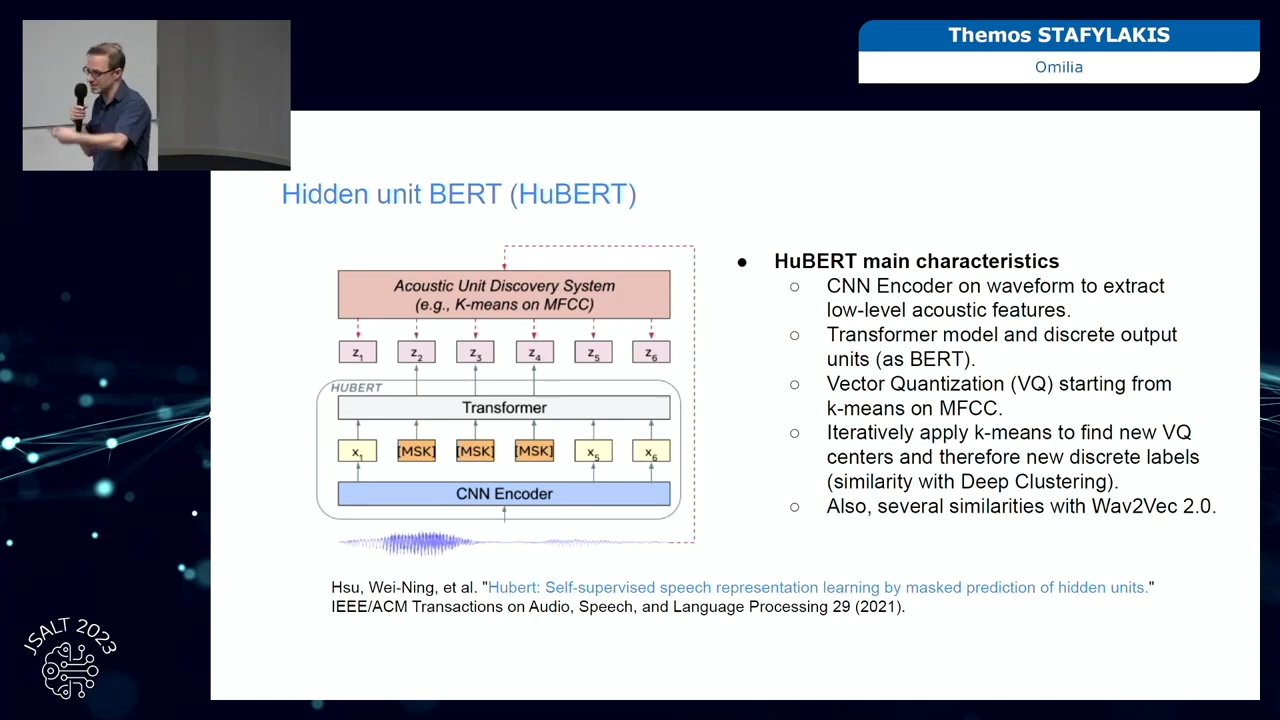 Themos STAFYLAKIS
Omilia
Hidden unit BERT (HuBERT)
Acoustic Unit Discovery System
(e.g., K-means on MFCC)
z1 z2 z3 z4 z5 z6
HUBERT
Transformer
x1 [MSK] [MSK] [MSK] x5 x6
CNN Encoder
● HuBERT main characteristics
○ CNN Encoder on waveform to extract
low-level acoustic features.
○ Transformer model and discrete output
units (as BERT).
○ Vector Quantization (VQ) starting from
k-means on MFCC.
○ Iteratively apply k-means to find new VQ
centers and therefore new discrete labels
(similarity with Deep Clustering).
○ Also, several similarities with Wav2Vec 2.0.
Hsu, Wei-Ning, et al. "Hubert: Self-supervised speech representation learning by masked prediction of hidden units."
IEEE/ACM Transactions on Audio, Speech, and Language Processing 29 (2021).
JSALT 2023